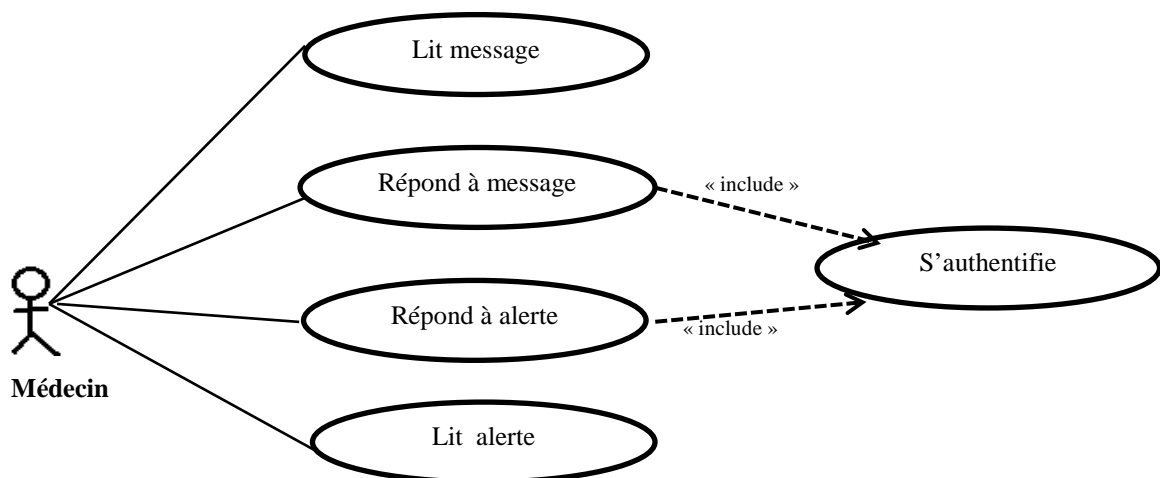 Lit message
Répond à message
« include »
S’authentifie
Répond à alerte
« include »
Médecin
Lit alerte